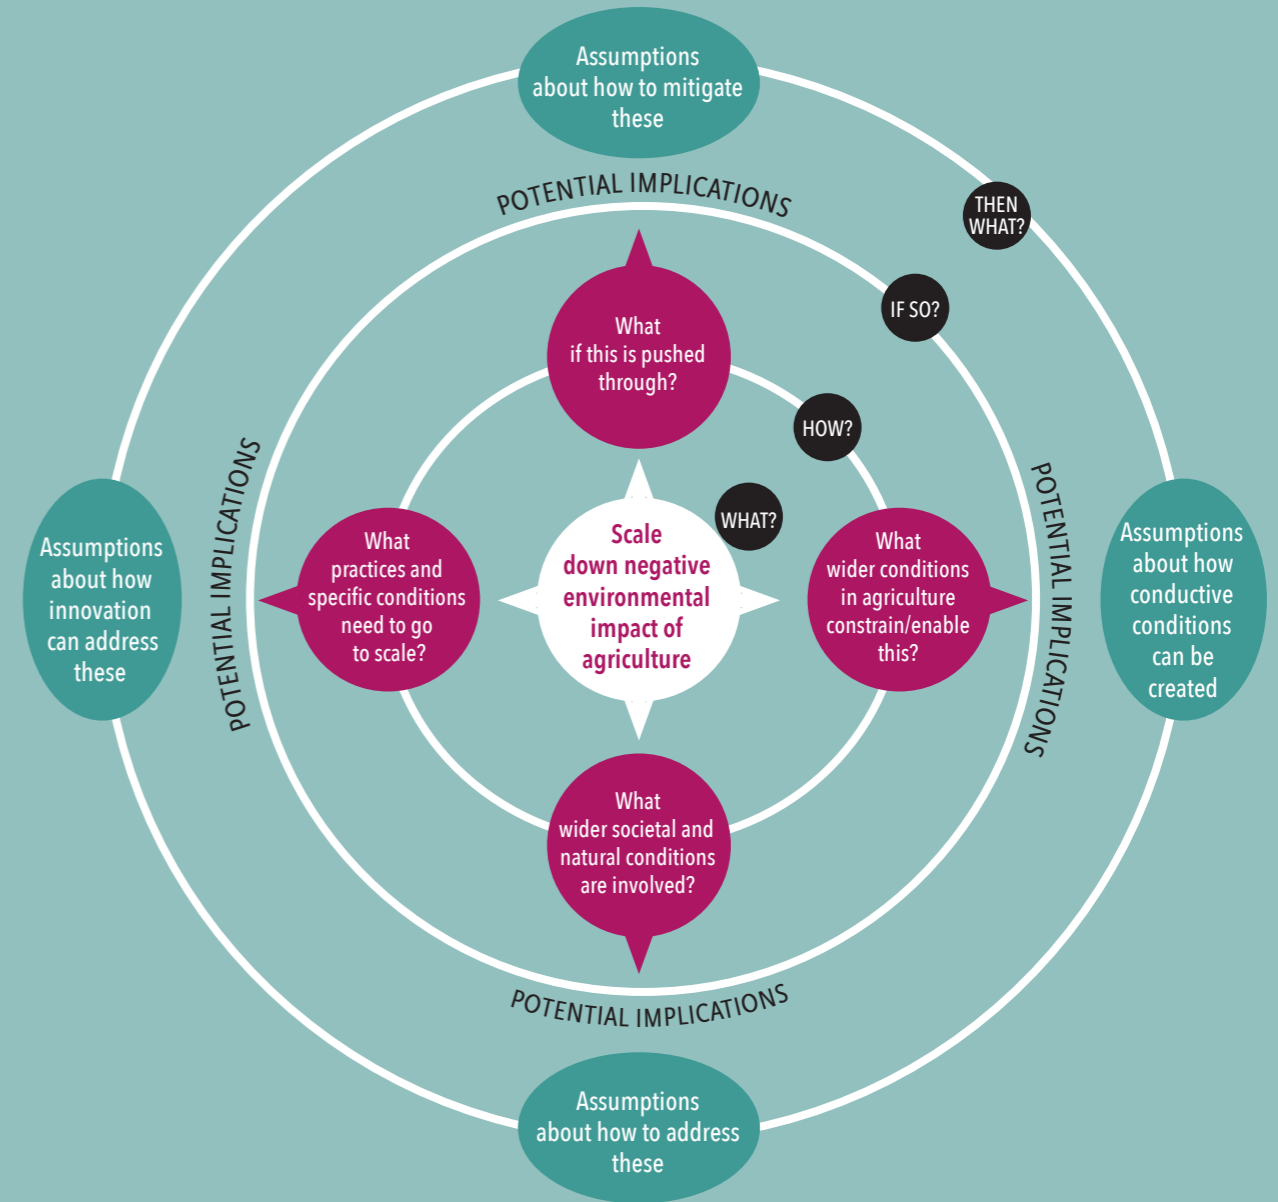 Assumptions
about how to mitigate
these
POTENTIAL IMPLICATIONS
THEN
WHAT?
IF SO?
What
if this is pushed
through?
HOW?
WHAT?
POTENTIAL IMPLICATIONS
Assumptions
about how
innovation
can address
these
What
practices and
specific conditions
need to go
to scale?
Scale
down negative
environmental
impact of
agriculture
What
wider conditions
in agriculture
constrain/enable
this?
POTENTIAL IMPLICATIONS
Assumptions
about how
conductive
conditions
can be
created
What
wider societal and
natural conditions
are involved?
POTENTIAL IMPLICATIONS
Assumptions
about how to address
these